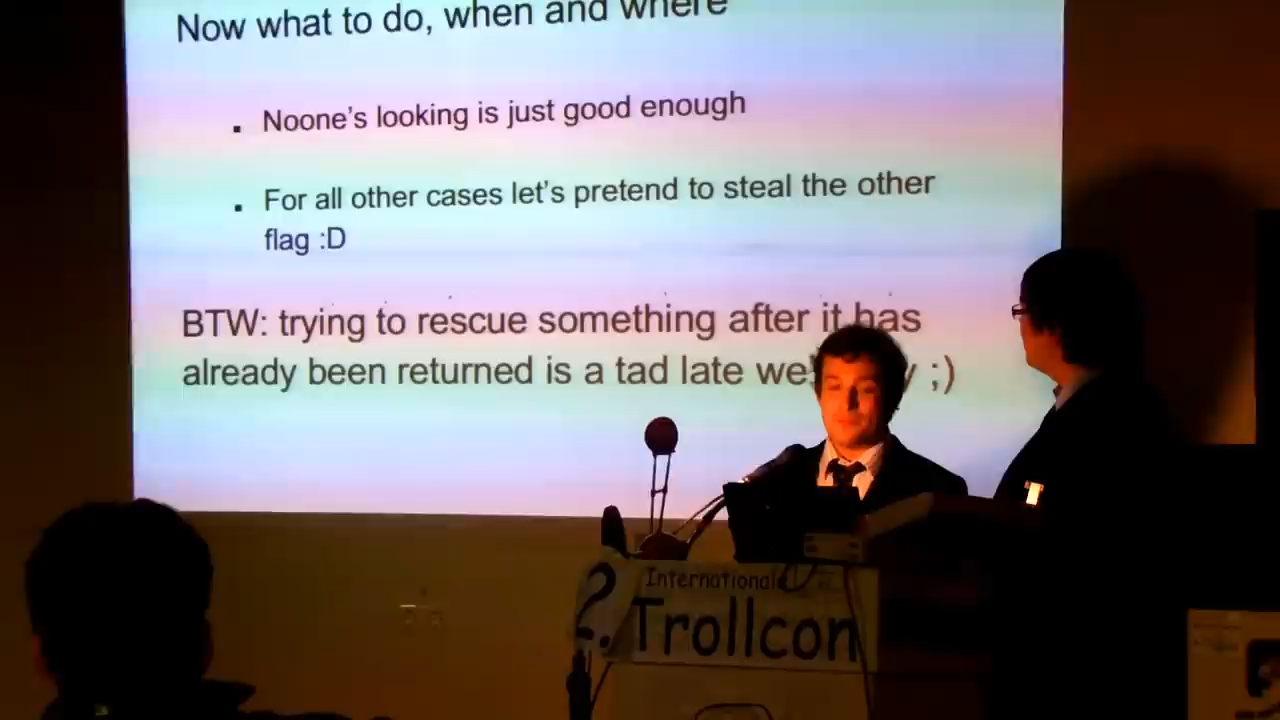 Now what to do, when and where
Noone's looking is just good enough
For all other cases let's pretend to steal the other
flag :D
BTW: trying to rescue something after it has
already been returned is a tad late ;)
2. Internationale
Trollcon